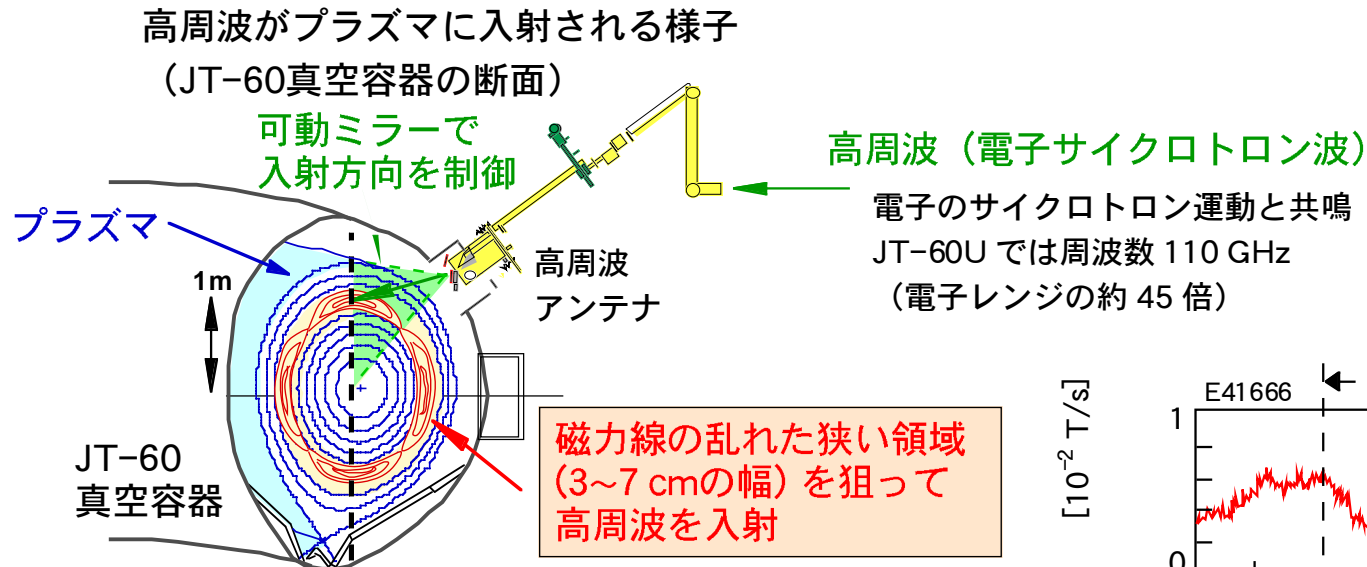 高周波がプラズマに入射される様子
（JT-60真空容器の断面）
可動ミラーで
入射方向を制御
プラズマ
高周波（電子サイクロトロン波）
電子のサイクロトロン運動と共鳴
JT-60U では周波数 110 GHz
（電子レンジの約 45 倍）
高周波
アンテナ
1m
JT-60
真空容器
磁力線の乱れた狭い領域
(3~7 cmの幅) を狙って
高周波を入射
E41666
[10⁻² T/s]
1
0